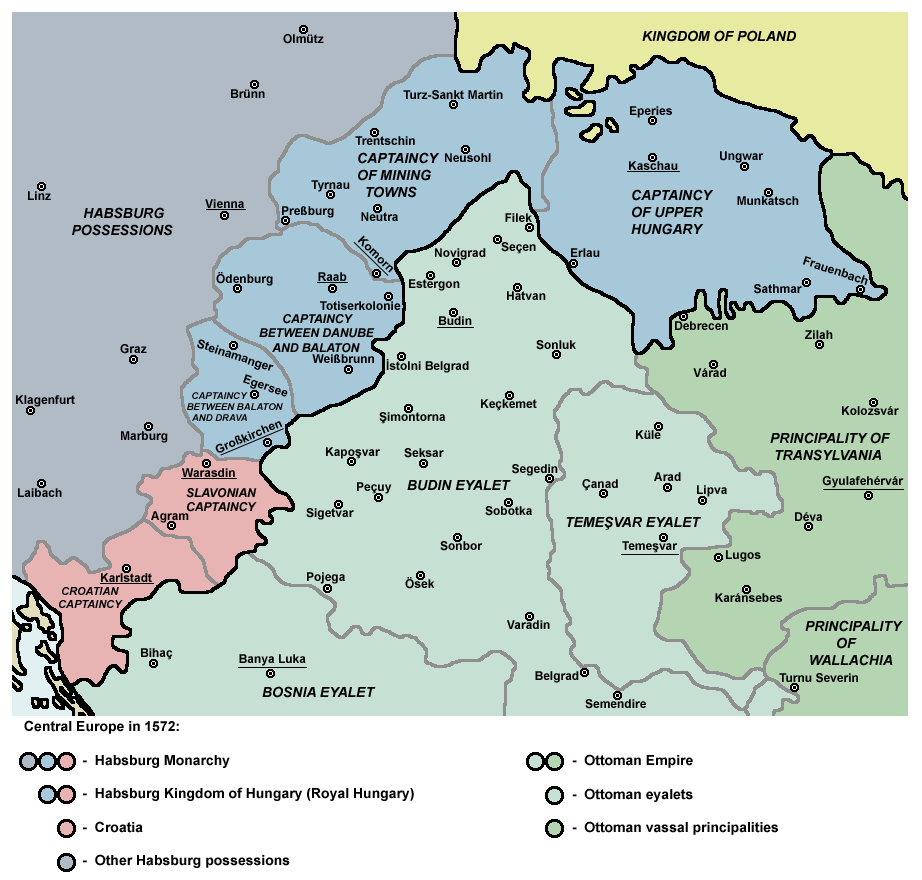 KINGDOM OF POLAND
Olmütz
Brünn
Turz-Sankt Martin
Eperies
Trentschin
CAPTAINCY
OF MINING
TOWNS
Neusohl
Kaschau
Ungwar
Linz
Tyrnau
Munkatsch
CAPTAINCY
OF UPPER
HUNGARY
Vienna
HABSBURG
POSSESSIONS
Preßburg
Neutra
Filek
Seçen
Komorn
Novigrad
Erlau
Frauenbach
Ödenburg
Raab
Estergon
Hatvan
Sathmar
Totiserkolonie
CAPTAINCY
BETWEEN DANUBE
AND BALATON
Budin
Debrecen
Zilah
Steinamanger
Graz
Weißbrunn
İstolni Belgrad
Sonluk
Várad
Egersee
CAPTAINCY
BETWEEN BALATON
AND DRAVA
Klagenfurt
Keçkemet
Kolozsvár
Şimontorna
Marburg
Großkirchen
Küle
PRINCIPALITY OF
TRANSYLVANIA
Kapoşvar
Seksar
Warasdin
Segedin
Laibach
SLAVONIAN
CAPTAINCY
Peçuy
BUDIN EYALET
Çanad
Arad
Lipva
Gyulafehérvár
Agram
Sigetvar
Sobotka
TEMEŞVAR EYALET
Déva
Sonbor
Temeşvar
Lugos
Karlstadt
CROATIAN
CAPTAINCY
Pojega
Ösek
Karánsebes
Varadin
PRINCIPALITY
OF
WALLACHIA
Bihaç
Banya Luka
Belgrad
Turnu Severin
BOSNIA EYALET
Semendire
Central Europe in 1572:
- Habsburg Monarchy
- Habsburg Kingdom of Hungary (Royal Hungary)
- Croatia
- Other Habsburg possessions
- Ottoman Empire
- Ottoman eyalets
- Ottoman vassal principalities